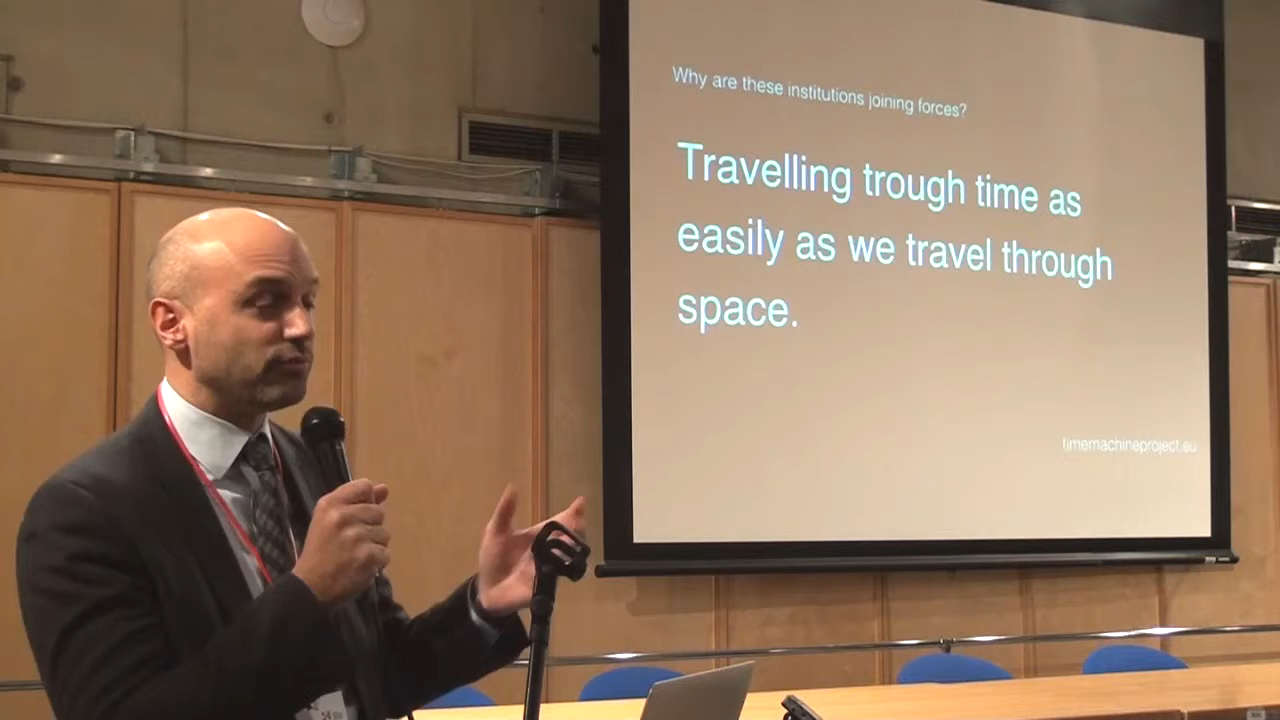 Why are these institutions joining forces?
Travelling trough time as
easily as we travel through
space.
timemachineproject.eu